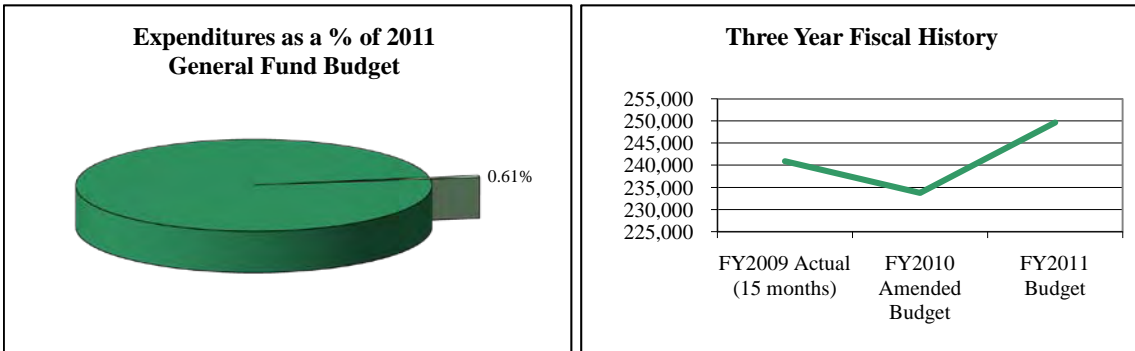 Expenditures as a % of 2011
General Fund Budget
0.61%
Three Year Fiscal History
255,000
250,000
245,000
240,000
235,000
230,000
225,000
FY2009 Actual
(15 months)
FY2010
Amended
Budget
FY2011
Budget